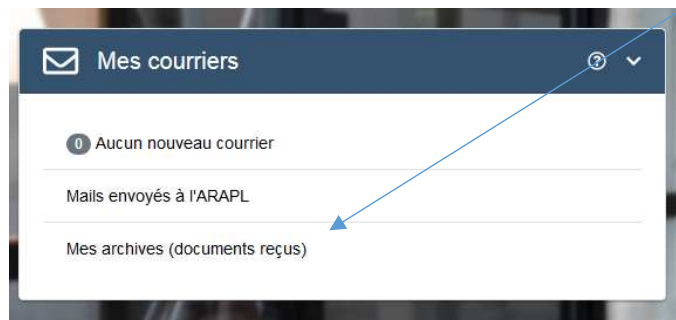 Mes courriers
0 Aucun nouveau courrier
Mails envoyés à l'ARAPL
Mes archives (documents reçus)